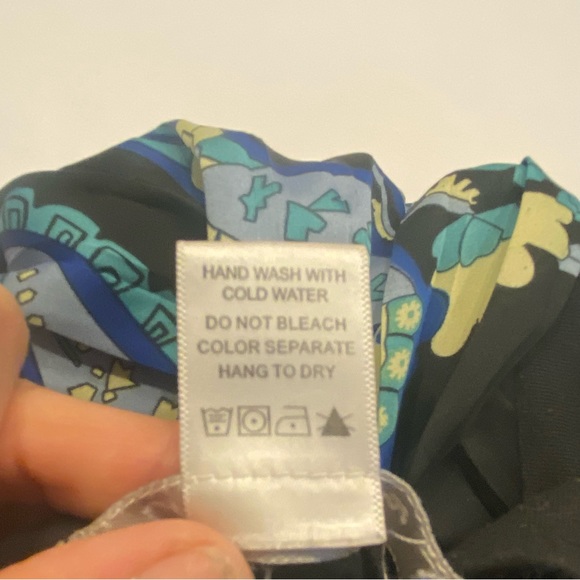 HAND WASH WITH
COLD WATER
DO NOT BLEACH
COLOR SEPARATE
HANG TO DRY